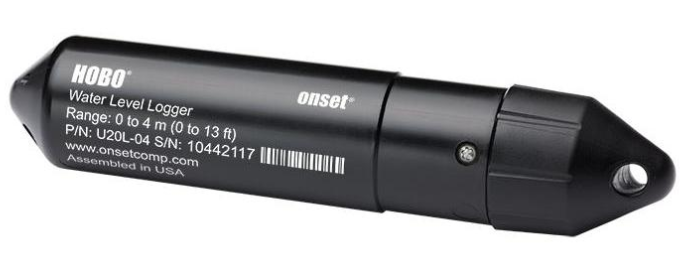 HOBO®
onset®
Water Level Logger
Range: 0 to 4 m (0 to 13 ft)
P/N: U20L-04 S/N: 10442117
www.onsetcomp.com
Assembled in USA